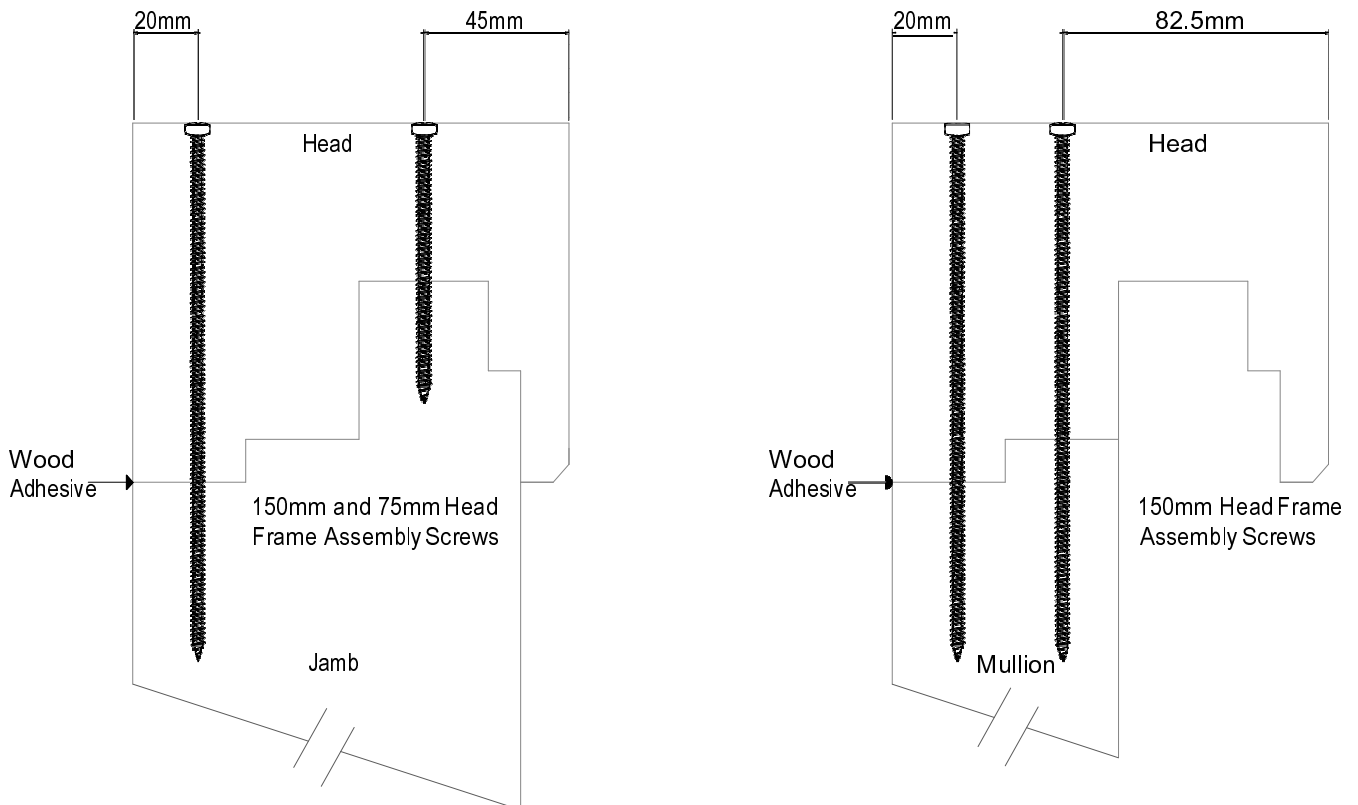 20mm
45mm
Head
Wood
Adhesive
150mm and 75mm Head
Frame Assembly Screws
Jamb
20mm
82.5mm
Head
Wood
Adhesive
150mm Head Frame
Assembly Screws
Mullion